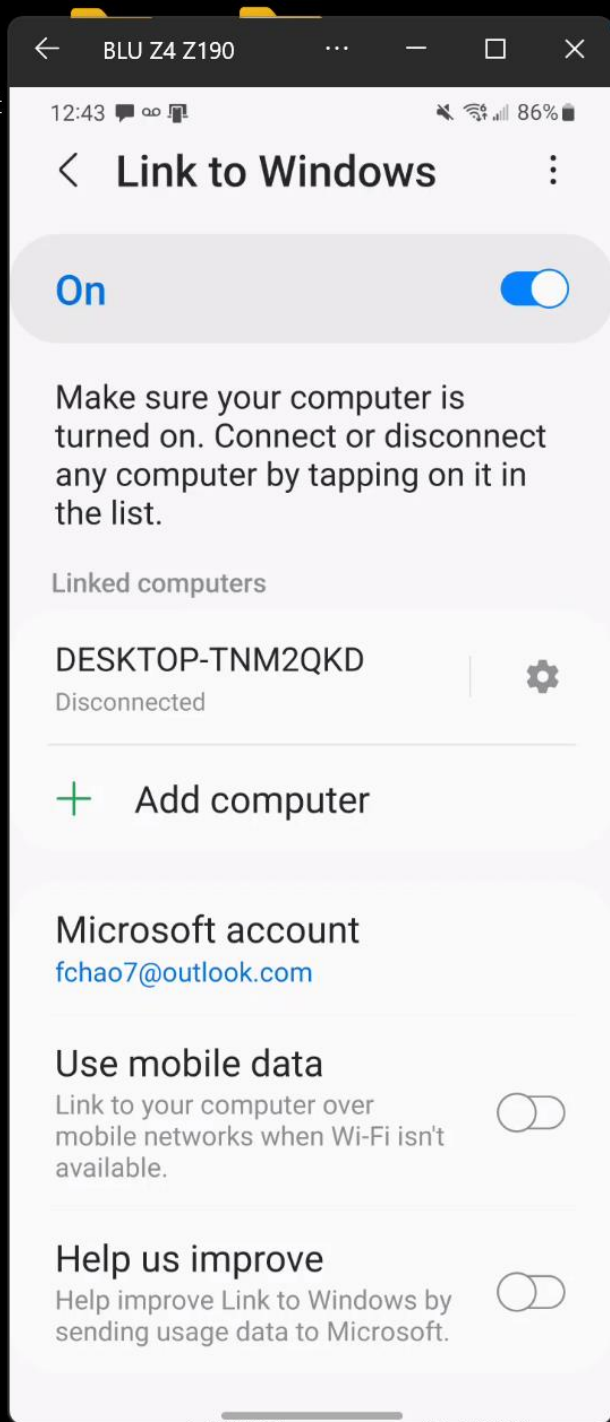 BLU Z4 Z190
12:43
86%
Link to Windows
On
Make sure your computer is
turned on. Connect or disconnect
any computer by tapping on it in
the list.
Linked computers
DESKTOP-TNM2QKD
Disconnected
Add computer
Microsoft account
fchao7@outlook.com
Use mobile data
Link to your computer over
mobile networks when Wi-Fi isn't
available.
Help us improve
Help improve Link to Windows by
sending usage data to Microsoft.